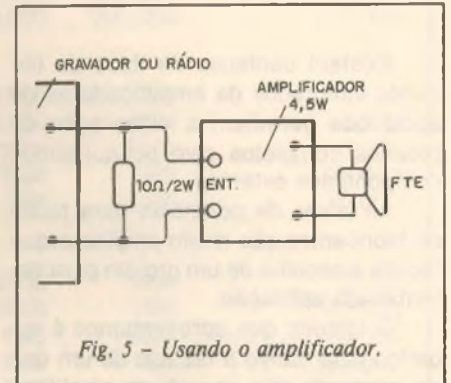 GRAVADOR OU RÁDIO
AMPLIFICADOR
4,5W
10Ω/2W
ENT.
FTE
Fig. 5 – Usando o amplificador.